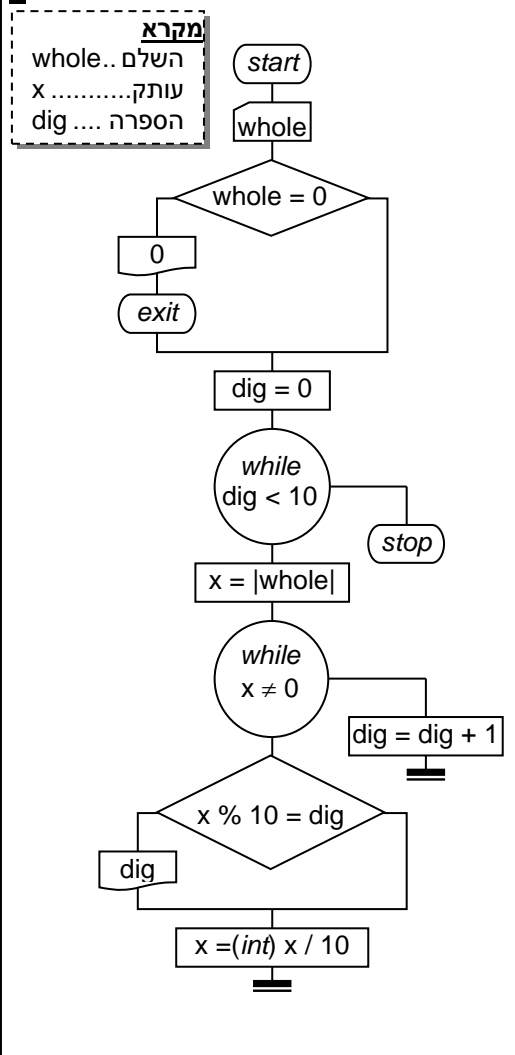 מקרא
השלם ..whole
עותק........... x
הספרה .... dig
start
whole
whole = 0
0
exit
dig = 0
while
dig < 10
stop
x = |whole|
while
x ≠ 0
dig = dig + 1
x % 10 = dig
dig
x =(int) x / 10